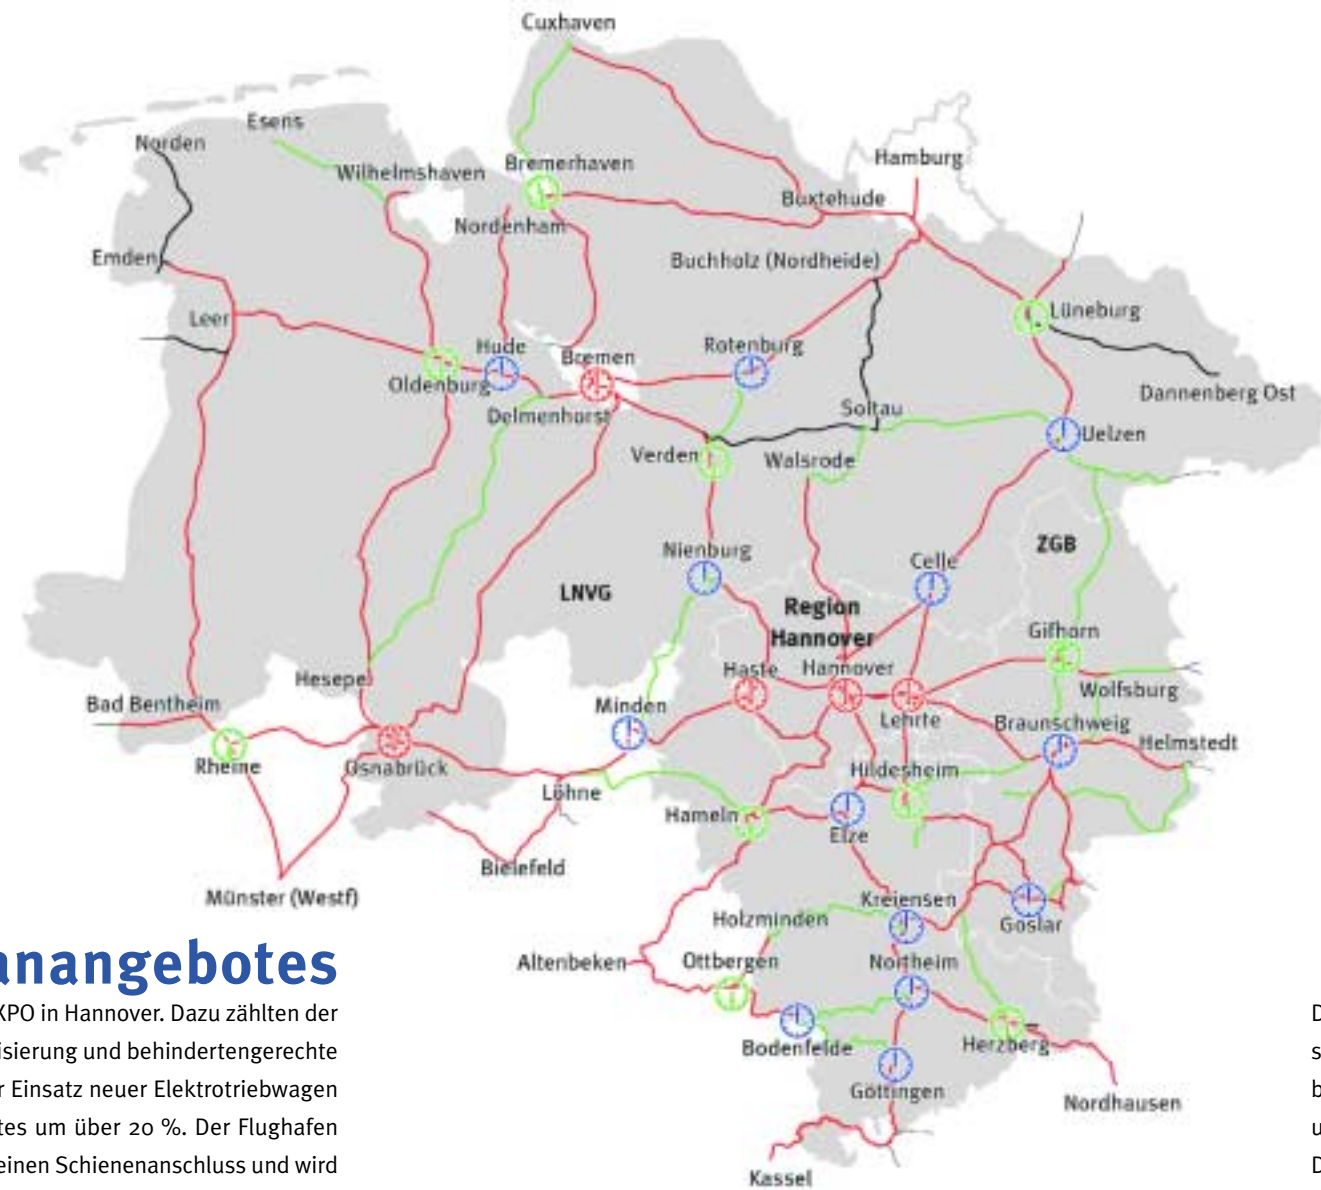 Cuxhaven
Esens
Norden
Wilhelmshaven
Bremerhaven
Hamburg
Buxtehude
Nordenham
Emden
Buchholz (Nordheide)
Leer
Lüneburg
Hude
Bremen
Rotenburg
Oldenburg
Dannenberg Ost
Delmenhorst
Soltau
Uelzen
Verden
Walsrode
Nienburg
ZGB
Celle
LNVG
Region
Hannover
Gifhorn
Hesepe
Haste
Hannover
Wolfsburg
Bad Bentheim
Minden
Lehrte
Braunschweig
Helmstedt
Rheine
Osnabrück
Hildesheim
Löhne
Hameln
Elze
Bielefeld
Münster (Westf)
Kreiensen
Holzminden
Goslar
Altenbeken
Ottbergen
Northeim
Bodenfelde
Herzberg
Göttingen
Nordhausen
Kassel
anangebotes
XPO in Hannover. Dazu zählten der
isierung und behindertengerechte
r Einsatz neuer Elektrotriebwagen
tes um über 20 %. Der Flughafen
einen Schienenanschluss und wird
D
s
b
u
D